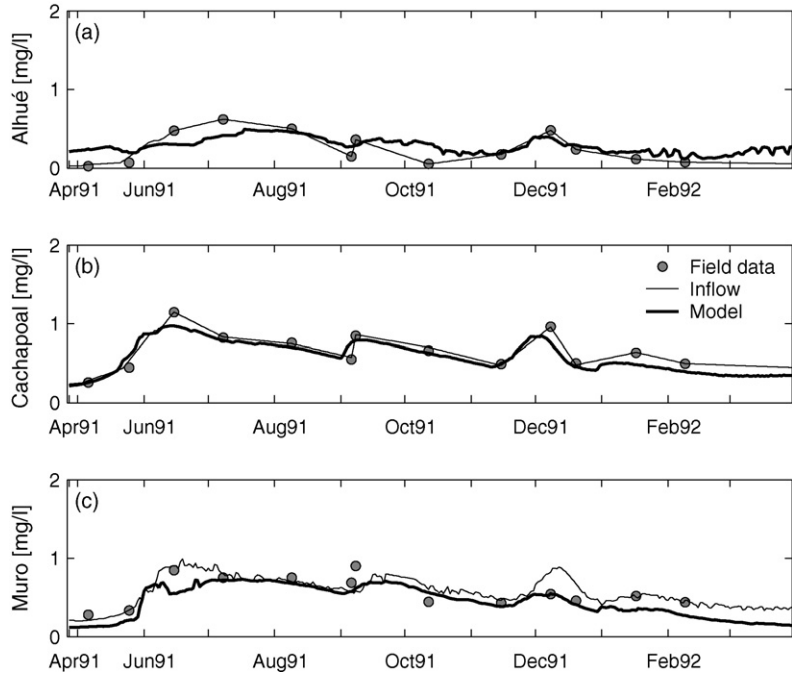 (a)
Alhué [mg/l]
2
1
0
Apr91 Jun91 Aug91 Oct91 Dec91 Feb92
(b)
Cachapoal [mg/l]
2
1
0
Field data
Inflow
Model
Apr91 Jun91 Aug91 Oct91 Dec91 Feb92
(c)
Muro [mg/l]
2
1
0
Apr91 Jun91 Aug91 Oct91 Dec91 Feb92